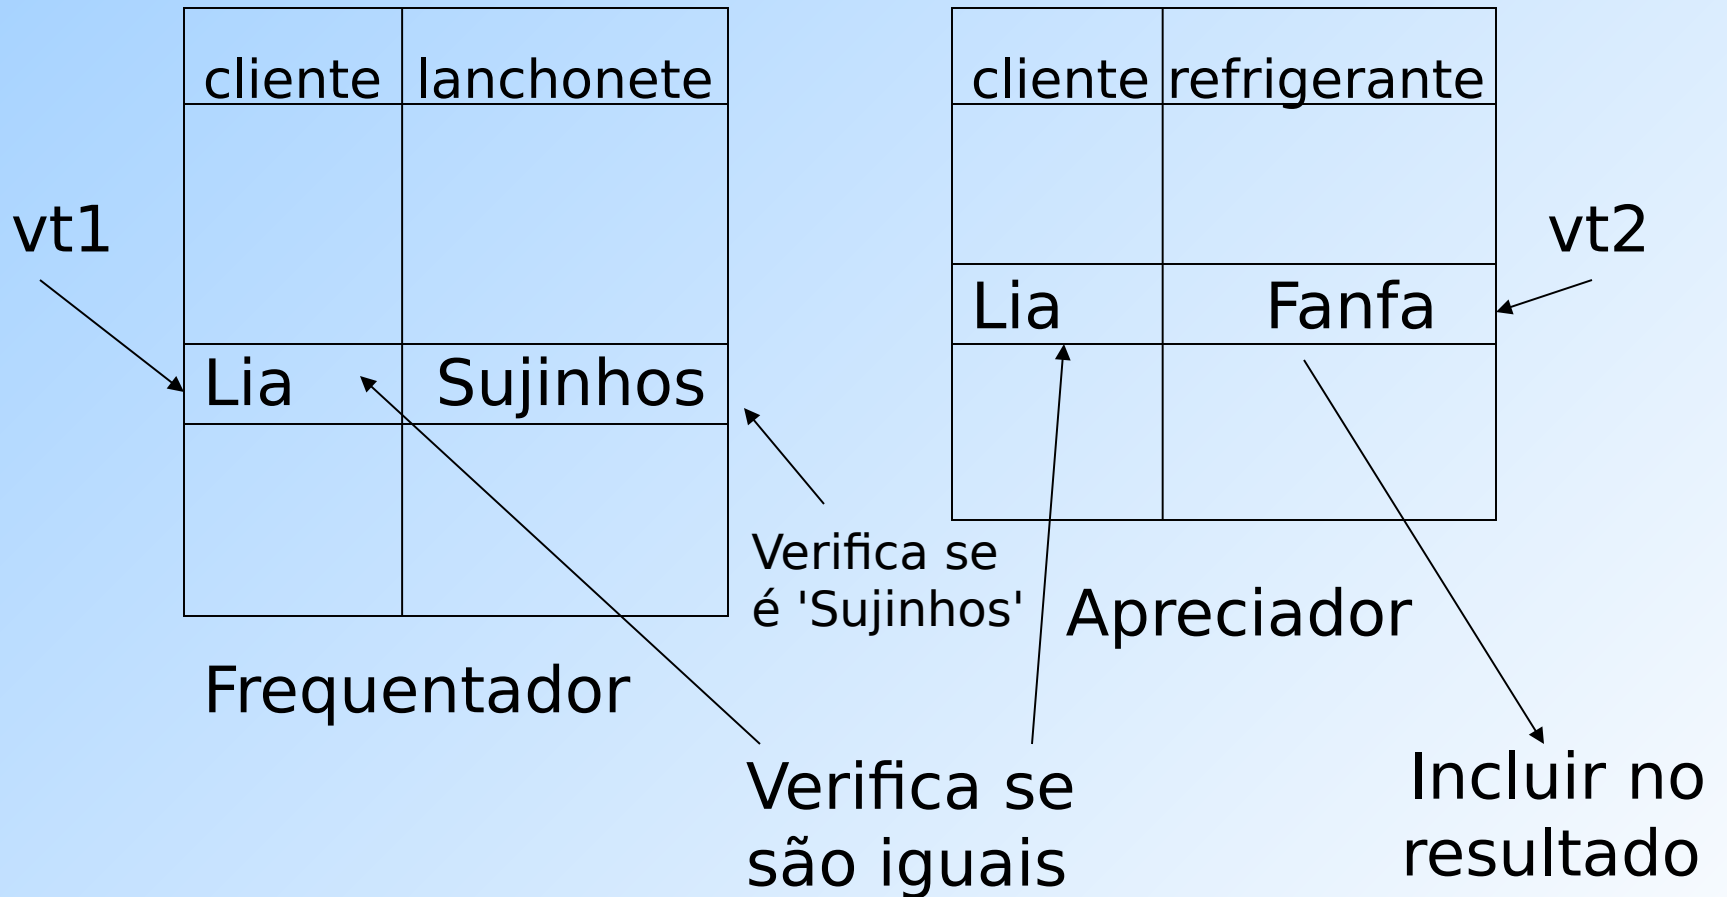 cliente lanchonete
cliente refrigerante
vt1
vt2
Lia Fanfa
Lia Sujinhos
Verifica se
é 'Sujinhos'
Apreciador
Frequentador
Verifica se
são iguais
Incluir no
resultado